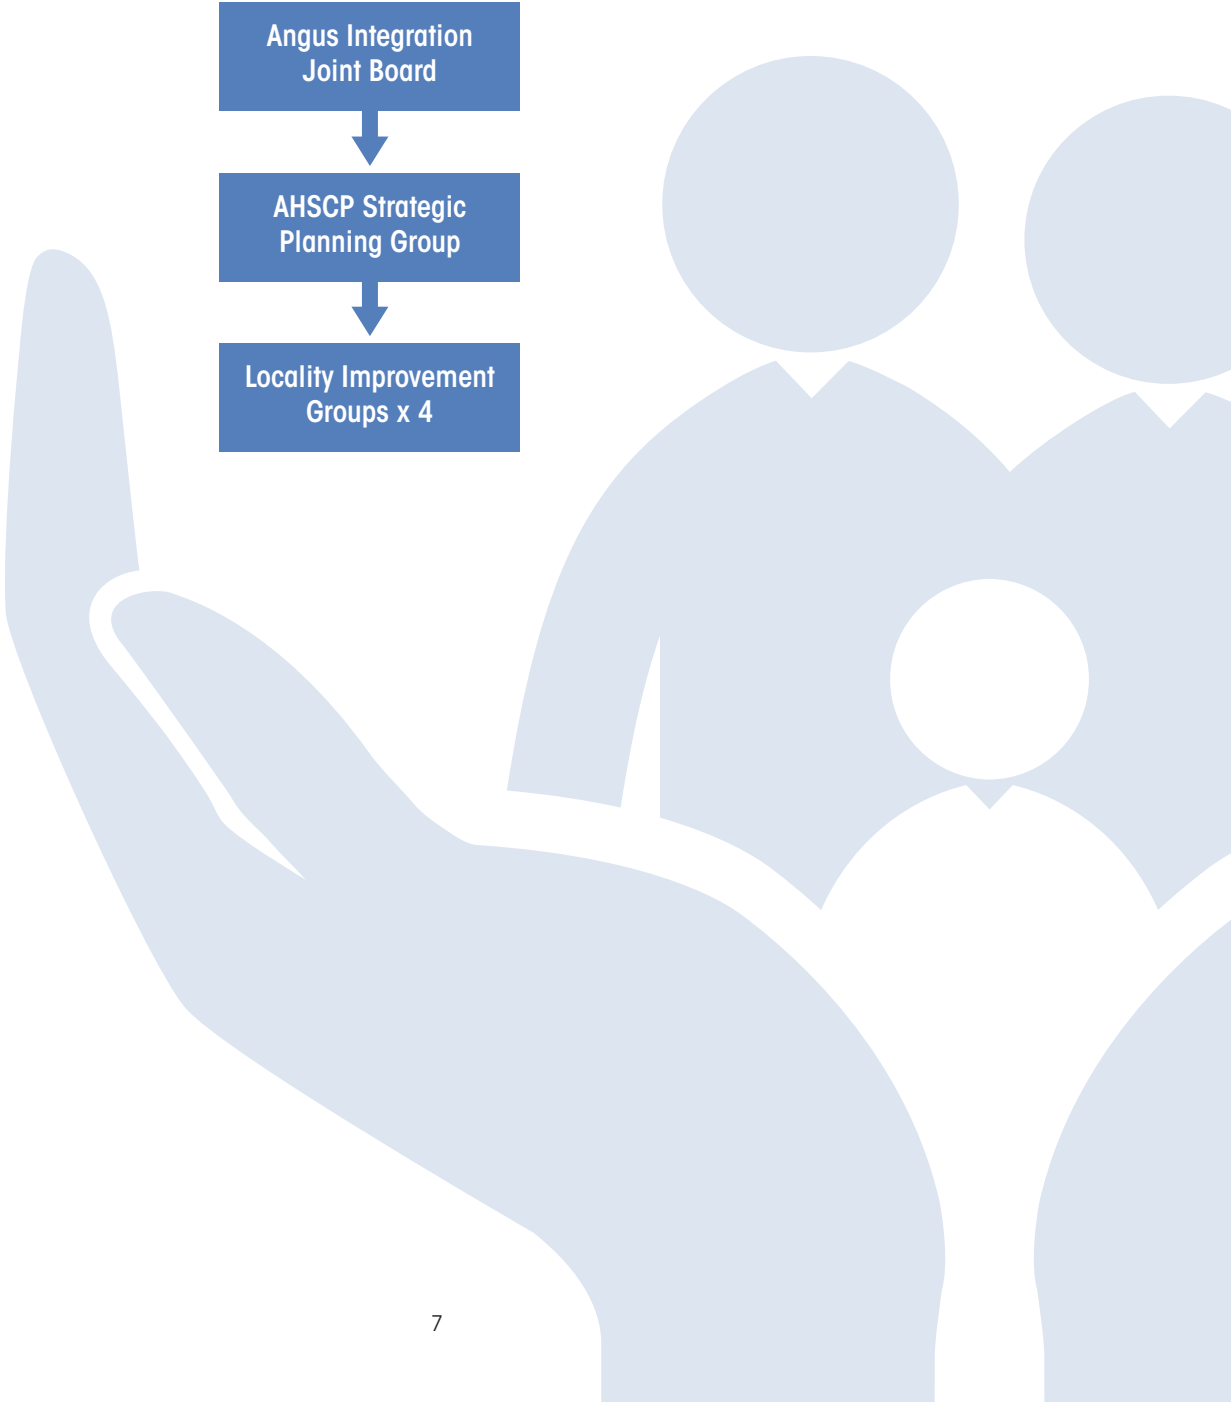 Angus Integration
Joint Board
AHSCP Strategic
Planning Group
Locality Improvement
Groups x 4
7